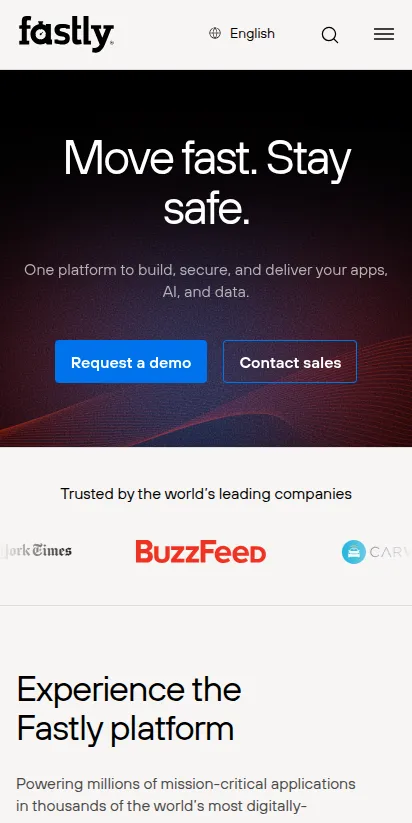 fastly
English
Move fast. Stay
safe.
One platform to build, secure, and deliver your apps,
AI, and data.
Request a demo
Contact sales
Trusted by the world's leading companies
Times
BuzzFeed
Experience the
Fastly platform
Powering millions of mission-critical applications
in thousands of the world's most digitally-